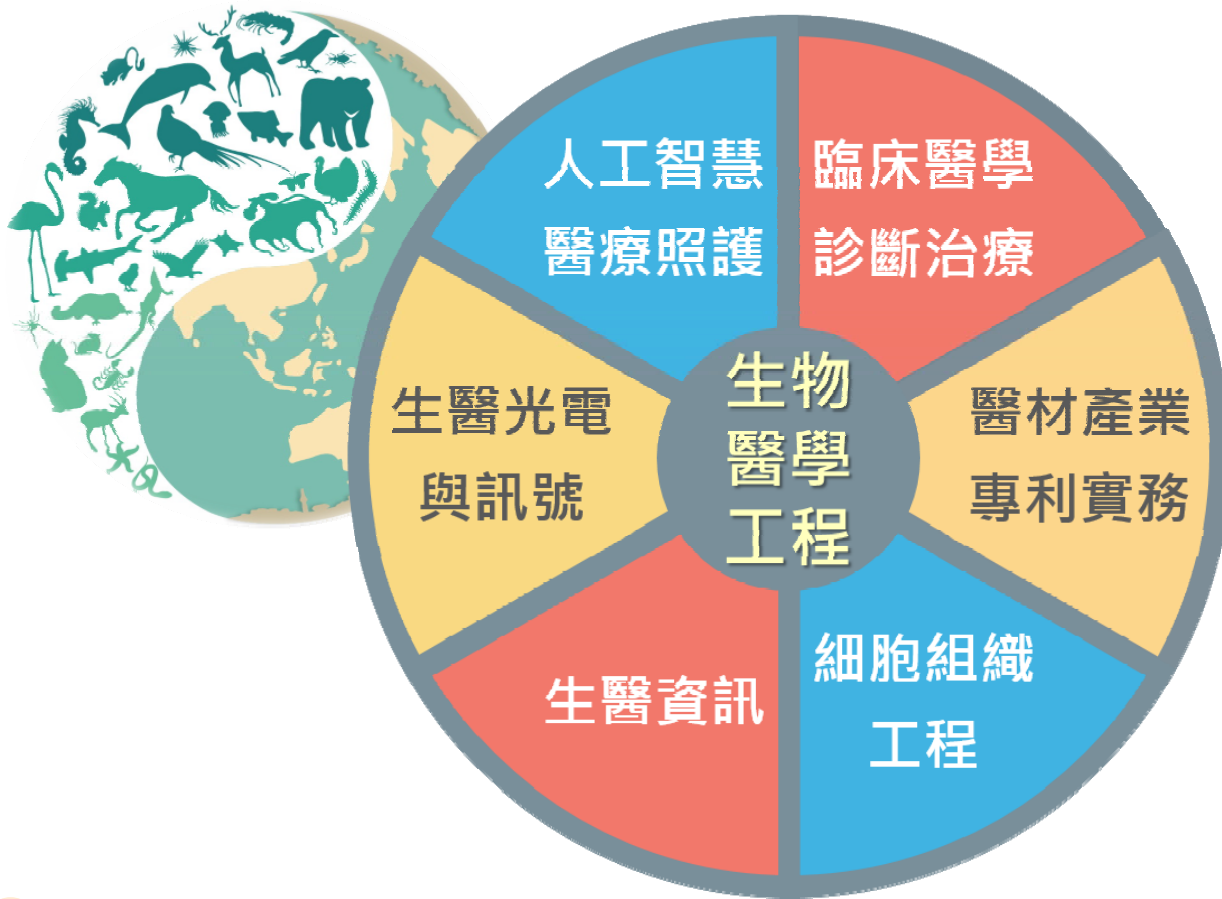 人工智慧
醫療照護
臨床醫學
診斷治療
生醫光電
與訊號
生物
醫學
工程
醫材產業
專利實務
生醫資訊
細胞組織
工程